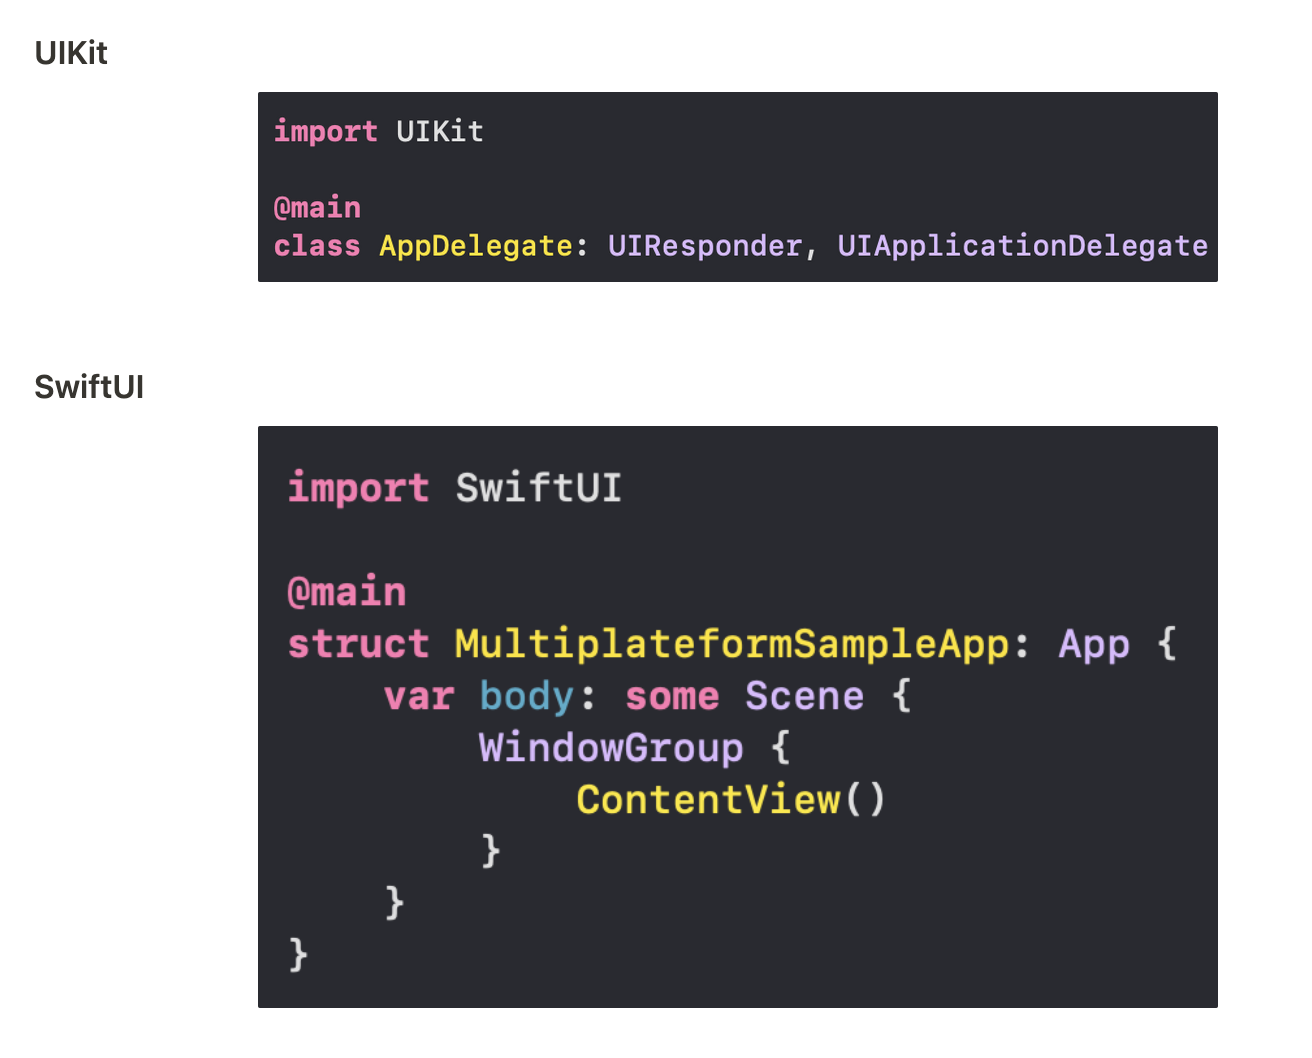 UIKit
import UIKit
@main
class AppDelegate: UIResponder, UIApplicationDelegate
SwiftUI
import SwiftUI
@main
struct MultiplateformSampleApp: App {
    var body: some Scene {
        WindowGroup {
            ContentView()
        }
    }
}